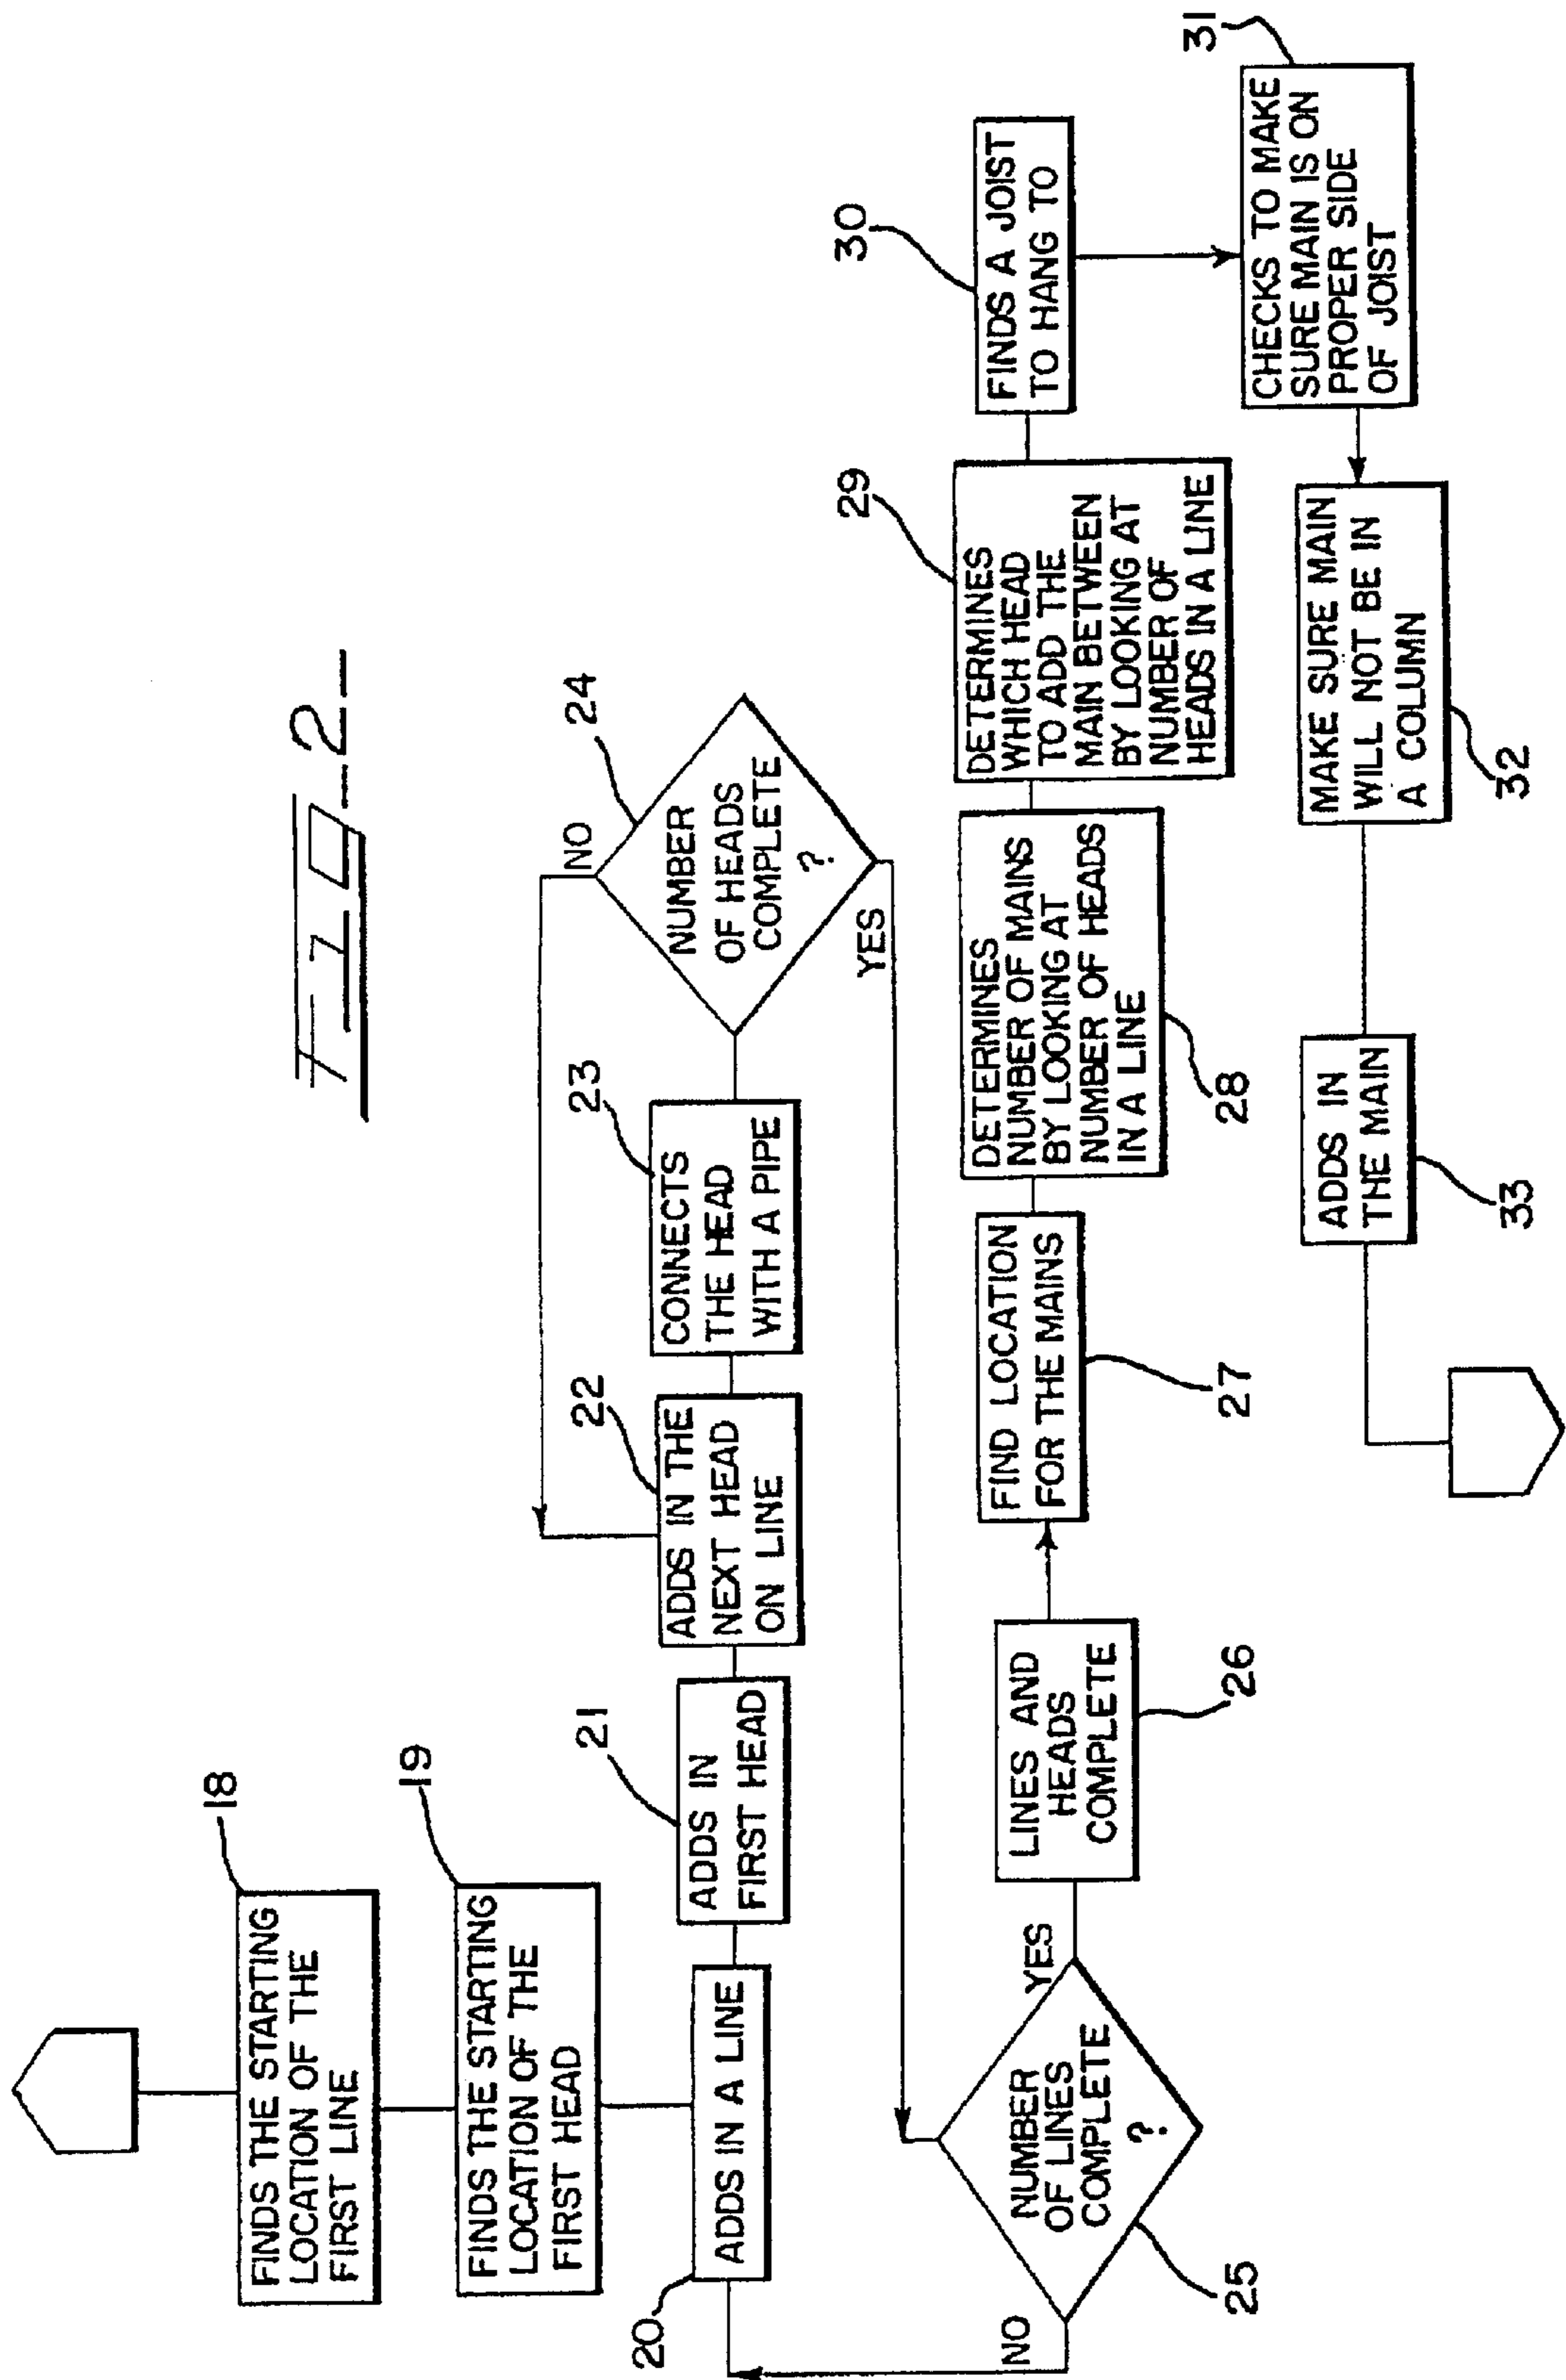 FIG. 2
18
FINDS THE STARTING
LOCATION OF THE
FIRST LINE
19
FINDS THE STARTING
LOCATION OF THE
FIRST HEAD
20
ADDS IN A LINE
21
ADDS IN
FIRST HEAD
22
ADDS IN THE
NEXT HEAD
ON LINE
23
CONNECTS
THE HEAD
WITH A PIPE
24
NUMBER
OF HEADS
COMPLETE
?
NO
YES
25
NUMBER
OF LINES
COMPLETE
?
NO
YES
26
LINES AND
HEADS
COMPLETE
27
FIND LOCATION
FOR THE MAINS
28
DETERMINES
NUMBER OF MAINS
BY LOOKING AT
NUMBER OF HEADS
IN A LINE
29
DETERMINES
WHICH HEAD
TO ADD THE
MAIN BETWEEN
BY LOOKING AT
NUMBER OF
HEADS IN A LINE
30
FINDS A JOIST
TO HANG TO
31
CHECKS TO MAKE
SURE MAIN IS ON
PROPER SIDE
OF JOIST
32
MAKE SURE MAIN
WILL NOT BE IN
A COLUMN
33
ADDS IN
THE MAIN